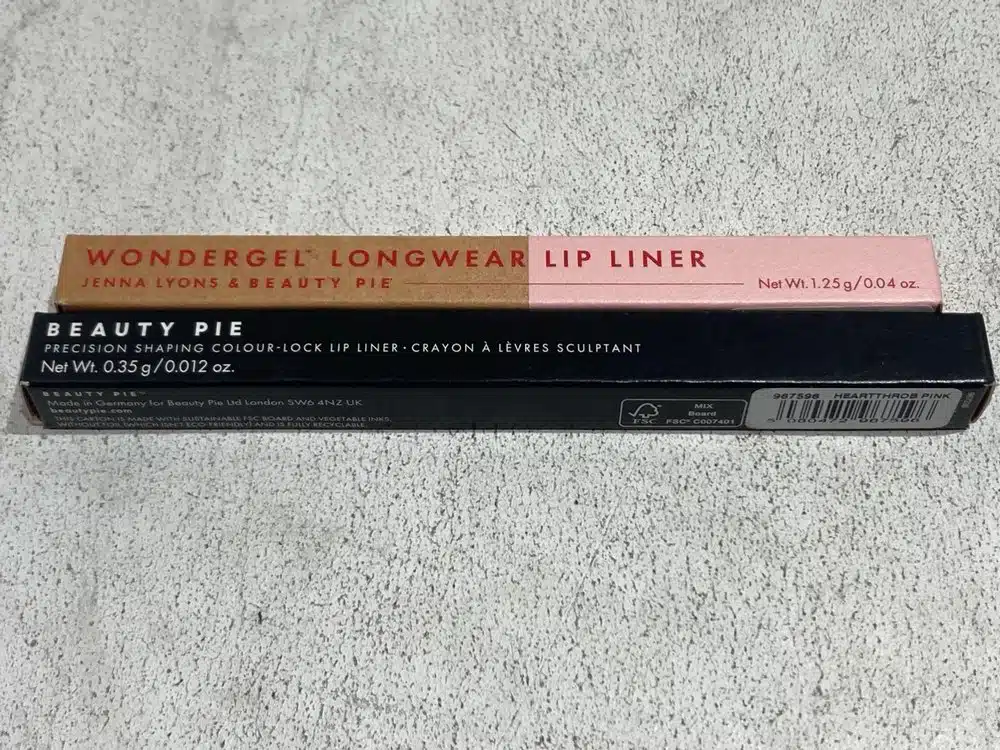 WONDERGEL™ LONGWEAR LIP LINER
JENNA LYONS & BEAUTY PIE
Net Wt. 1.25 g/0.04 oz.
BEAUTY PIE
PRECISION SHAPING COLOUR-LOCK LIP LINER · CRAYON À LÈVRES SCULPTANT
Net Wt. 0.35 g/0.012 oz.
BEAUTY PIE™
Made in Germany for Beauty Pie Ltd London SW6 4NZ UK
beautypie.com
THIS CARTON IS MADE WITH SUSTAINABLE FSC BOARD AND VEGETABLE INKS,
WITHOUT FOIL (WHICH ISN'T ECO-FRIENDLY) AND IS FULLY RECYCLABLE.
FSC
MIX
Board
FSC® C007401
967596 HEARTTHROB PINK